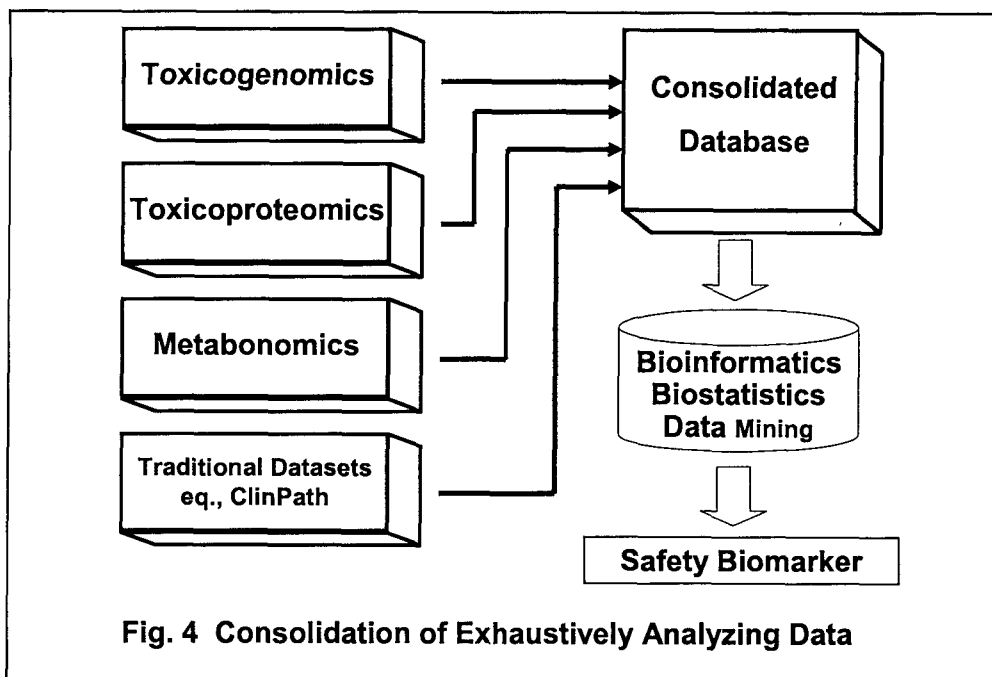 Toxicogenomics
Toxicoproteomics
Metabonomics
Traditional Datasets
eq., ClinPath
Consolidated
Database
Bioinformatics
Biostatistics
Data Mining
Safety Biomarker
Fig. 4 Consolidation of Exhaustively Analyzing Data